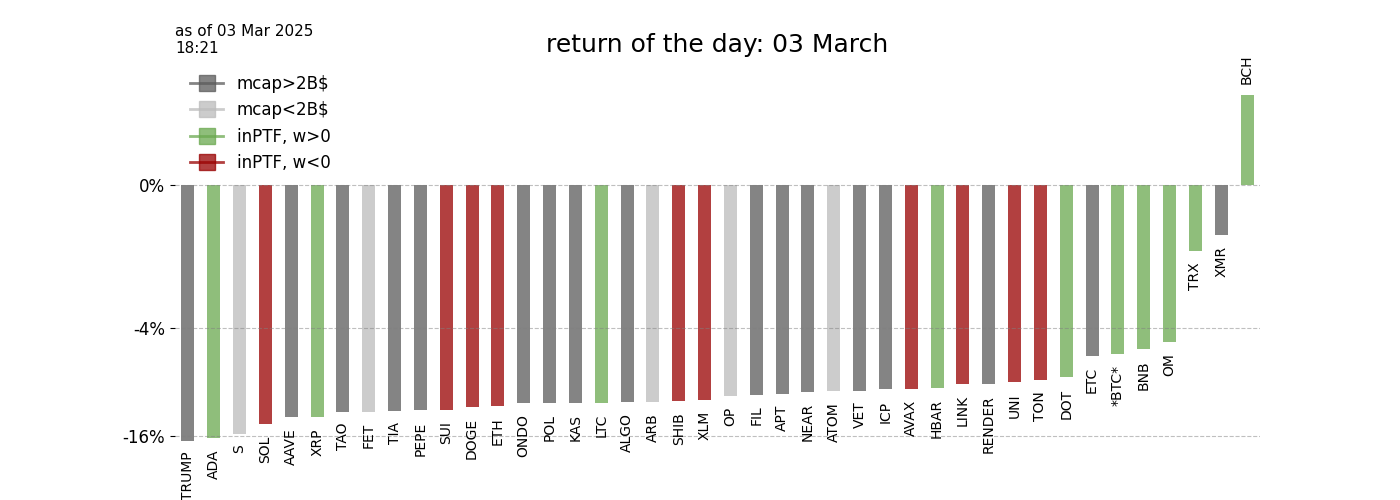 as of 03 Mar 2025
18:21
return of the day: 03 March
mcap>2B$
mcap<2B$
inPTF, w>0
inPTF, w<0
0%
-4%
-16%
TRUMP
ADA
S
SOL
AAVE
XRP
TAO
FET
TIA
PEPE
SUI
DOGE
ETH
ONDO
POL
KAS
LTC
ALGO
ARB
SHIB
XLM
OP
FIL
APT
NEAR
ATOM
VET
ICP
AVAX
HBAR
LINK
RENDER
UNI
TON
DOT
ETC
*BTC*
BNB
OM
TRX
XMR
BCH